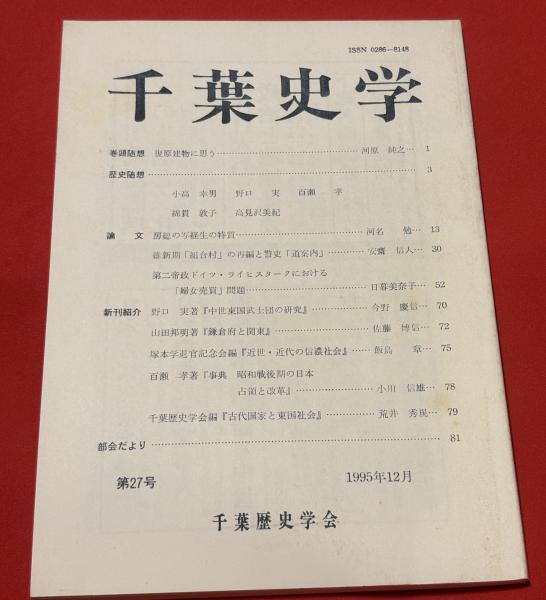 ISSN 0286-8148
千葉史学
巻頭随想 復原建物に思う………河原 純之… 1
歴史随想……… 3
小高 幸男 野口 実 百瀬 孝
綿貫 敦子 高見沢美紀
論 文 房総の写経生の特質………河名 勉… 13
維新期「組合村」の再編と警吏「道案内」………安齋 信人… 30
第二帝政ドイツ・ライヒスタークにおける
「婦女売買」問題………日暮美奈子… 52
新刊紹介 野口 実著『中世東国武士団の研究』………今野 慶信… 70
山田邦明著『鎌倉府と関東』………佐藤 博信… 72
塚本学退官記念会編『近世・近代の信濃社会』……飯島 章… 75
百瀬 孝著『事典 昭和戦後期の日本
占領と改革』………小川 信雄… 78
千葉歴史学会編『古代国家と東国社会』………荒井 秀規… 79
部会だより……… 81
第27号 1995年12月
千葉歴史学会